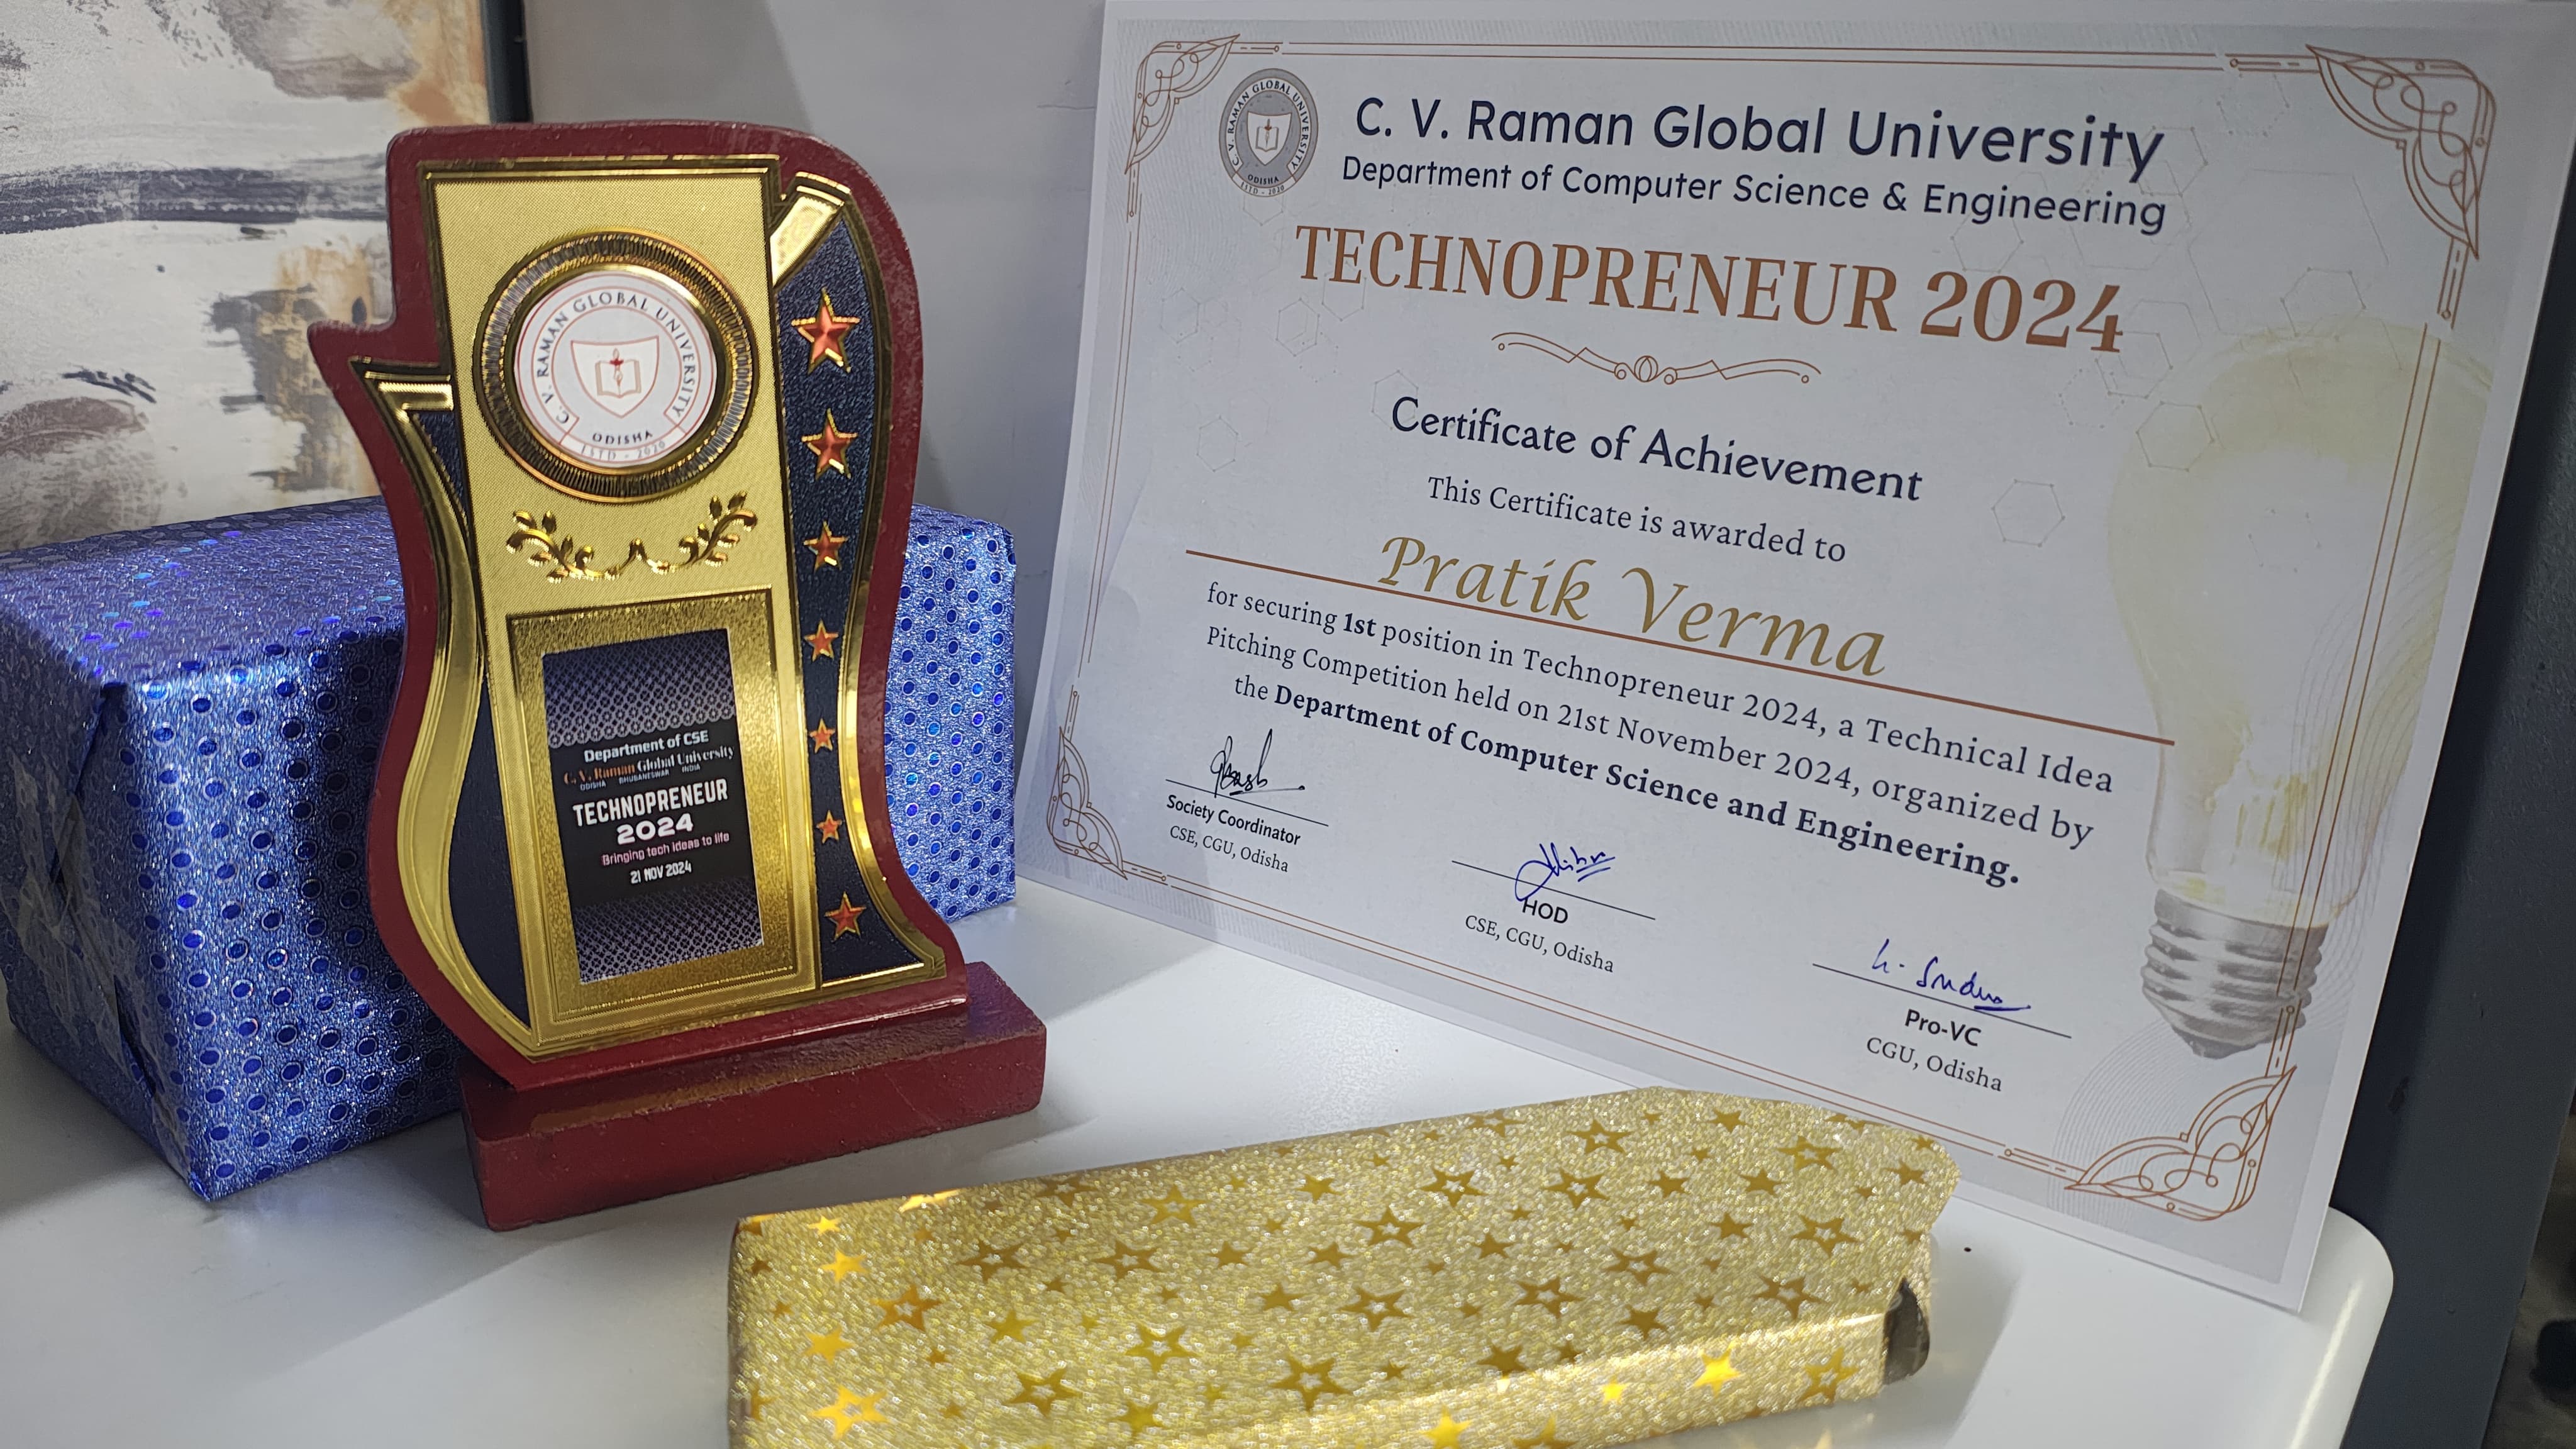 C. V. RAMAN GLOBAL UNIVERSITY
ODISHA
ESTD - 2020
Department of CSE
C. V. Raman Global University
ODISHA BHUBANESWAR INDIA
TECHNOPRENEUR
2024
Bringing tech ideas to life
21 NOV 2024
C. V. RAMAN GLOBAL UNIVERSITY
ODISHA
ESTD - 2020
C. V. Raman Global University
Department of Computer Science & Engineering
TECHNOPRENEUR 2024
Certificate of Achievement
This Certificate is awarded to
Pratik Verma
for securing 1st position in Technopreneur 2024, a Technical Idea
Pitching Competition held on 21st November 2024, organized by
the Department of Computer Science and Engineering.
Society Coordinator
CSE, CGU, Odisha
HOD
CSE, CGU, Odisha
Pro-VC
CGU, Odisha